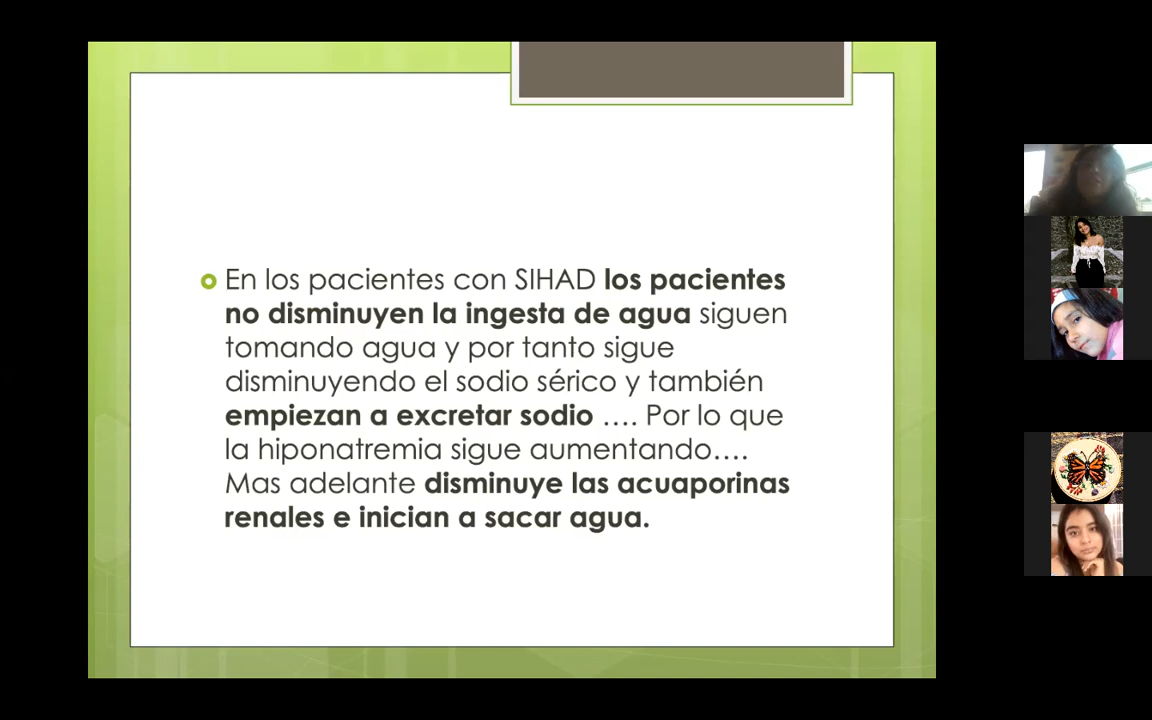 En los pacientes con SIHAD los pacientes
no disminuyen la ingesta de agua siguen
tomando agua y por tanto sigue
disminuyendo el sodio sérico y también
empiezan a excretar sodio …. Por lo que
la hiponatremia sigue aumentando….
Mas adelante disminuye las acuaporinas
renales e inician a sacar agua.